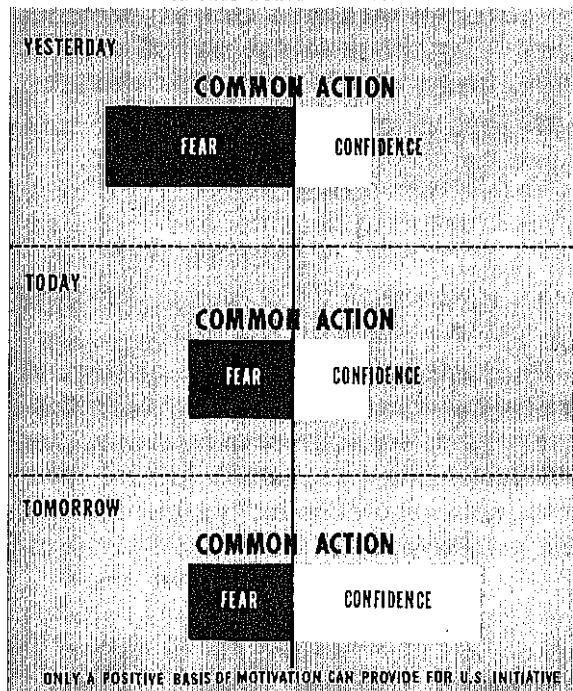 YESTERDAY
COMMON ACTION
FEAR CONFIDENCE
TODAY
COMMON ACTION
FEAR CONFIDENCE
TOMORROW
COMMON ACTION
FEAR CONFIDENCE
ONLY A POSITIVE BASIS OF MOTIVATION CAN PROVIDE FOR U.S. INITIATIVE